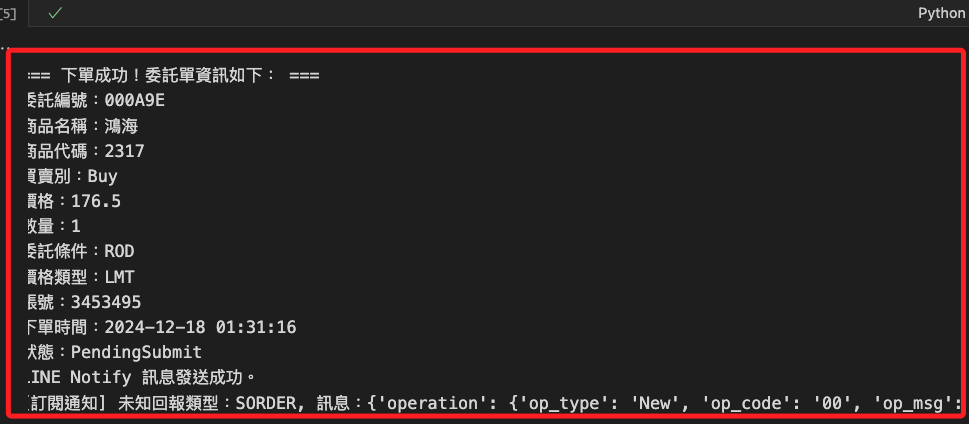 [5] Python
=== 下單成功！委託單資訊如下： ===
委託編號：000A9E
商品名稱：鴻海
商品代碼：2317
買賣別：Buy
價格：176.5
數量：1
委託條件：ROD
價格類型：LMT
帳號：3453495
下單時間：2024-12-18 01:31:16
狀態：PendingSubmit
LINE Notify 訊息發送成功。
[訂閱通知] 未知回報類型：SORDER, 訊息：{'operation': {'op_type': 'New', 'op_code': '00', 'op_msg':